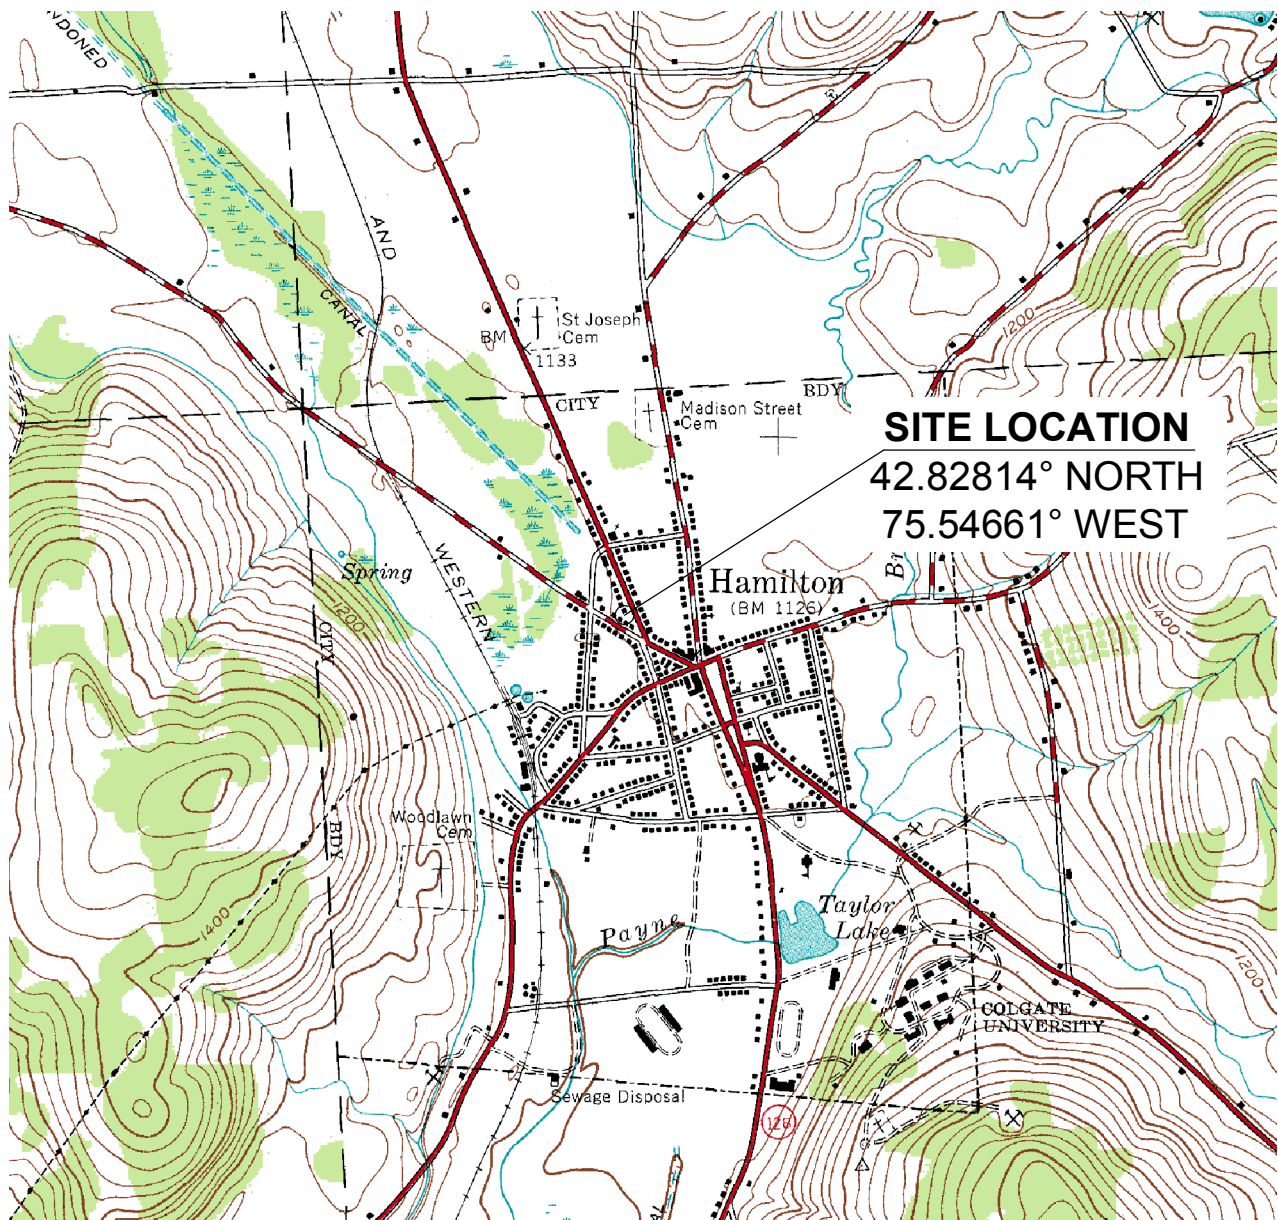 NDONED
AND
CANAL
1200
St Joseph
Cem
BM
1133
CITY
BDY
Madison Street
Cem
SITE LOCATION
42.82814° NORTH
75.54661° WEST
WESTERN
Spring
Hamilton
(BM 1126)
Br
1200
1400
CITY
BDY
Woodlawn
Cem
Taylor
Lake
Payne
1400
1200
COLGATE
UNIVERSITY
Sewage Disposal